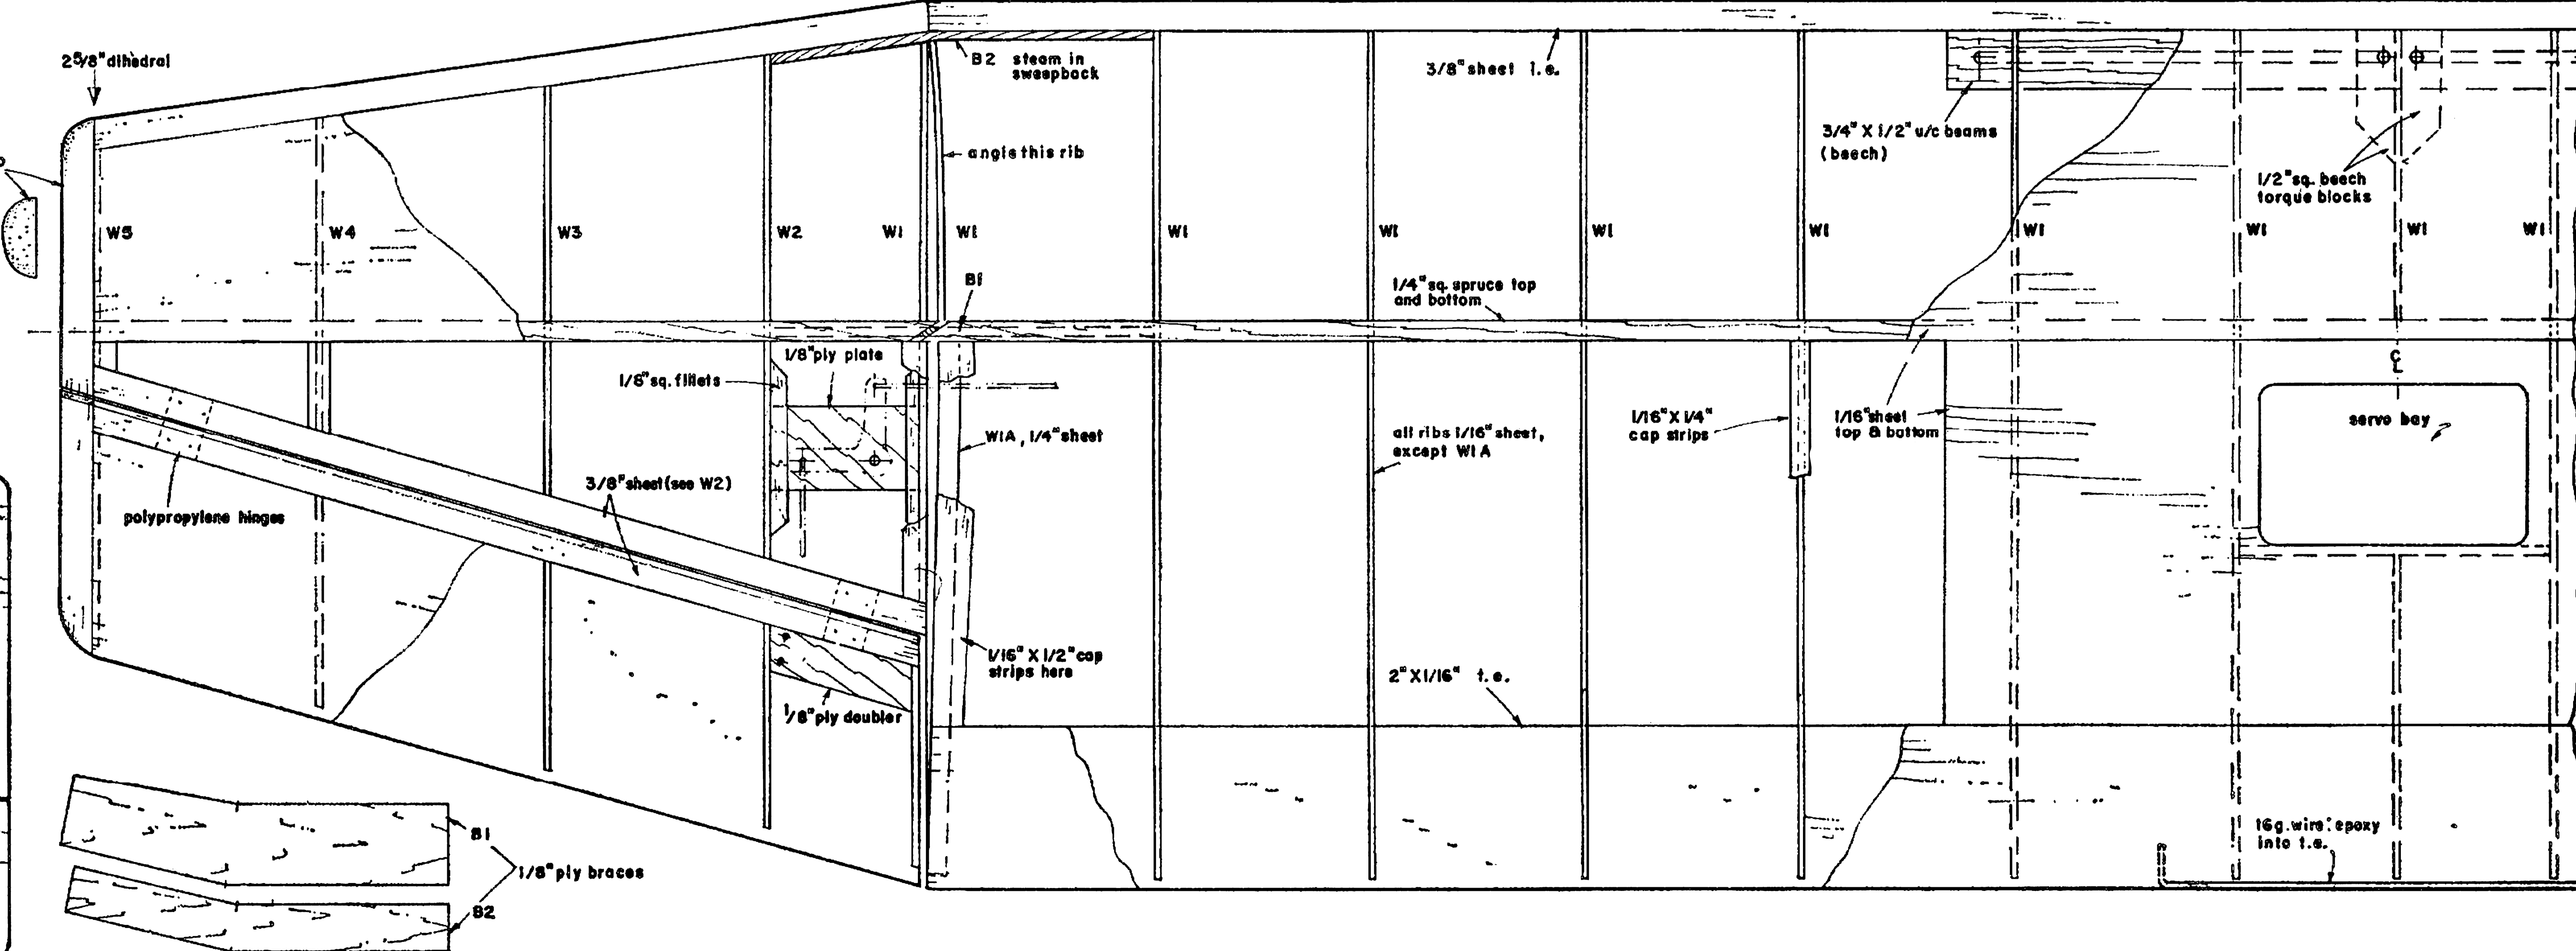 2 5/8" dihedral
B2 steam in
sweepback
3/8" sheet l.e.
3/4" X 1/2" u/c beams
(beech)
angle this rib
1/2" sq. beech
torque blocks
W5
W4
W3
W2
W1
W1
W1
W1
W1
W1
W1
W1
W1
W1
B1
1/4" sq. spruce top
and bottom
1/8" ply plate
1/8" sq. fillets
W1A, 1/4" sheet
all ribs 1/16" sheet,
except W1A
1/16" X 1/4"
cap strips
1/16" sheet
top & bottom
CL
servo bay
3/8" sheet (see W2)
polypropylene hinges
1/16" X 1/2" cap
strips here
2" X 1/16" t.e.
1/8" ply doubler
16g. wire: epoxy
into t.e.
B1
1/8" ply braces
B2